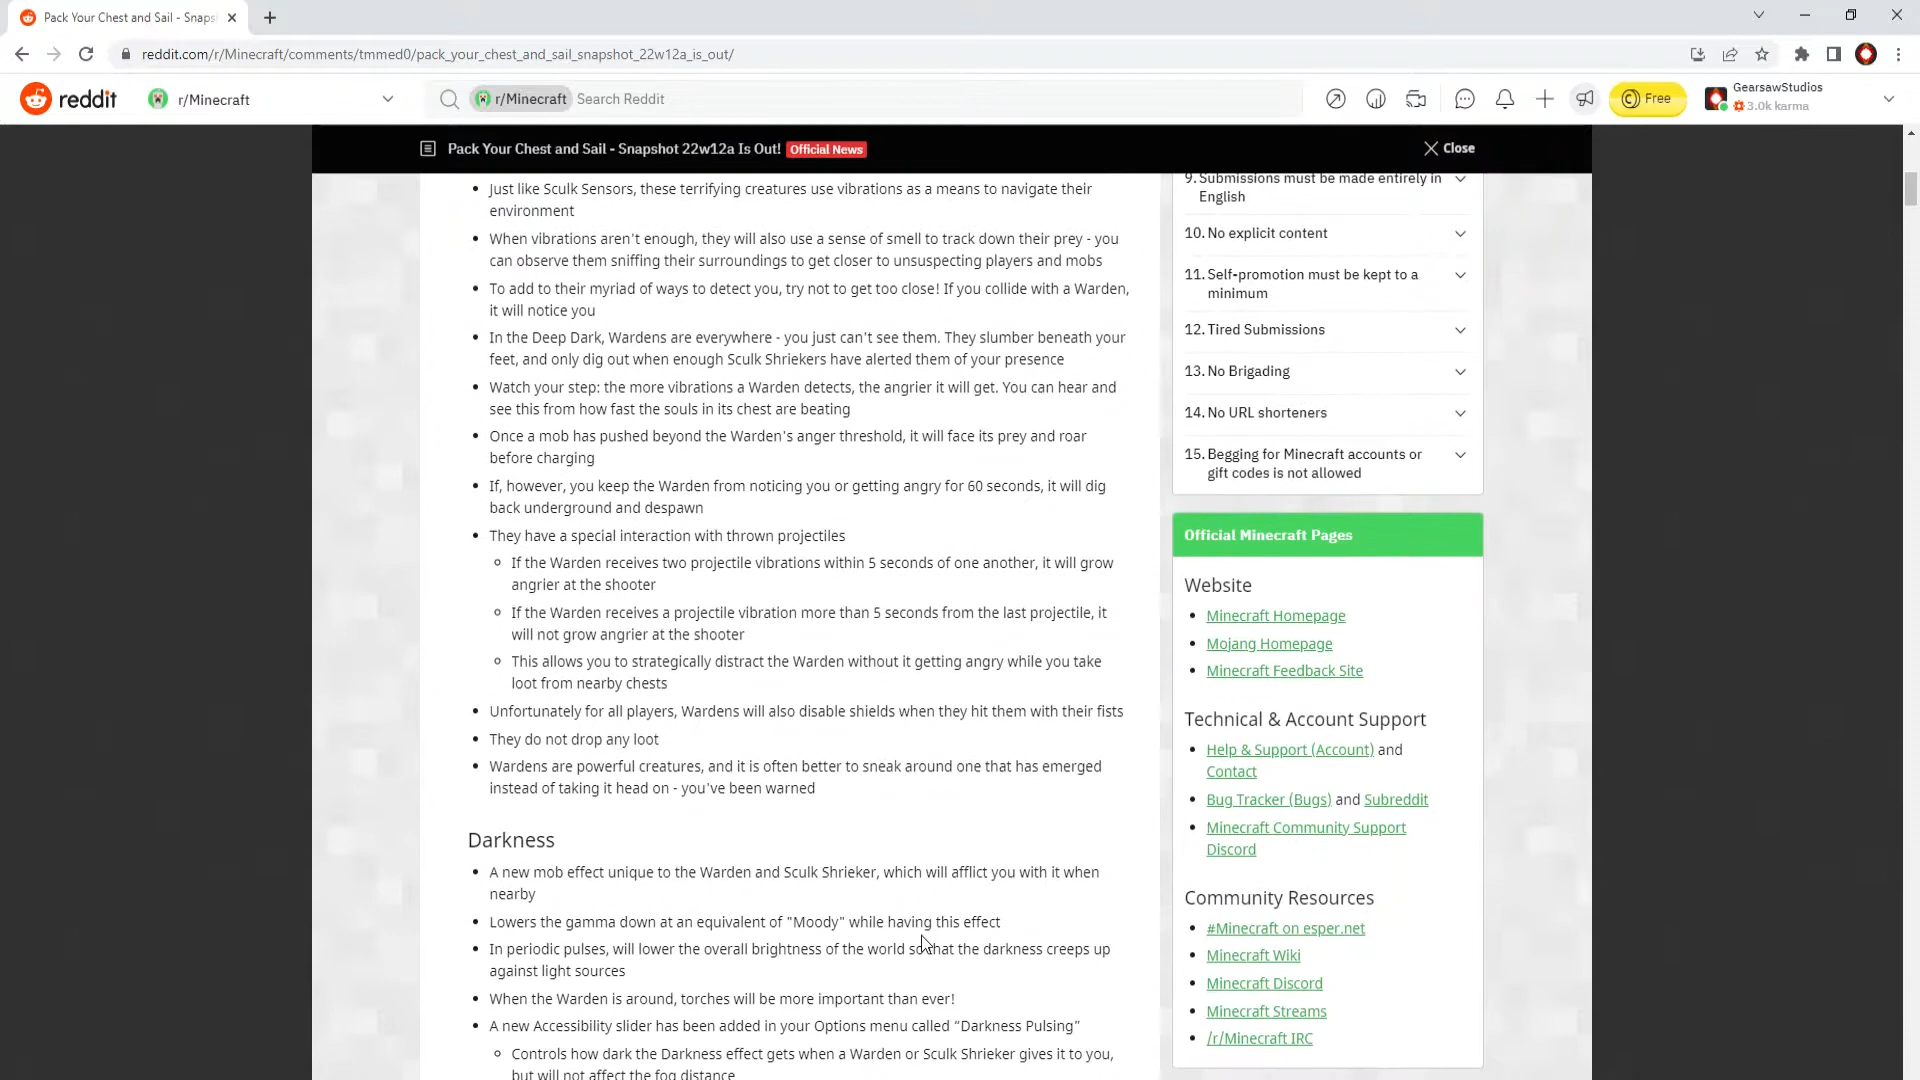 Pack Your Chest and Sail - Snaps
reddit.com/r/Minecraft/comments/tmmed0/pack_your_chest_and_sail_snapshot_22w12a_is_out/
reddit
r/Minecraft
r/Minecraft
Search Reddit
Free
GearsawStudios
3.0k karma
Pack Your Chest and Sail - Snapshot 22w12a Is Out!
Official News
Close
Just like Sculk Sensors, these terrifying creatures use vibrations as a means to navigate their
environment
When vibrations aren't enough, they will also use a sense of smell to track down their prey - you
can observe them sniffing their surroundings to get closer to unsuspecting players and mobs
To add to their myriad of ways to detect you, try not to get too close! If you collide with a Warden,
it will notice you
In the Deep Dark, Wardens are everywhere - you just can't see them. They slumber beneath your
feet, and only dig out when enough Sculk Shriekers have alerted them of your presence
Watch your step: the more vibrations a Warden detects, the angrier it will get. You can hear and
see this from how fast the souls in its chest are beating
Once a mob has pushed beyond the Warden's anger threshold, it will face its prey and roar
before charging
If, however, you keep the Warden from noticing you or getting angry for 60 seconds, it will dig
back underground and despawn
They have a special interaction with thrown projectiles
If the Warden receives two projectile vibrations within 5 seconds of one another, it will grow
angrier at the shooter
If the Warden receives a projectile vibration more than 5 seconds from the last projectile, it
will not grow angrier at the shooter
This allows you to strategically distract the Warden without it getting angry while you take
loot from nearby chests
Unfortunately for all players, Wardens will also disable shields when they hit them with their fists
They do not drop any loot
Wardens are powerful creatures, and it is often better to sneak around one that has emerged
instead of taking it head on - you've been warned
Darkness
A new mob effect unique to the Warden and Sculk Shrieker, which will afflict you with it when
nearby
Lowers the gamma down at an equivalent of "Moody" while having this effect
In periodic pulses, will lower the overall brightness of the world so that the darkness creeps up
against light sources
When the Warden is around, torches will be more important than ever!
A new Accessibility slider has been added in your Options menu called “Darkness Pulsing”
Controls how dark the Darkness effect gets when a Warden or Sculk Shrieker gives it to you,
but will not affect the fog distance
9. Submissions must be made entirely in
English
10. No explicit content
11. Self-promotion must be kept to a
minimum
12. Tired Submissions
13. No Brigading
14. No URL shorteners
15. Begging for Minecraft accounts or
gift codes is not allowed
Official Minecraft Pages
Website
Minecraft Homepage
Mojang Homepage
Minecraft Feedback Site
Technical & Account Support
Help & Support (Account) and
Contact
Bug Tracker (Bugs) and Subreddit
Minecraft Community Support
Discord
Community Resources
#Minecraft on esper.net
Minecraft Wiki
Minecraft Discord
Minecraft Streams
/r/Minecraft IRC